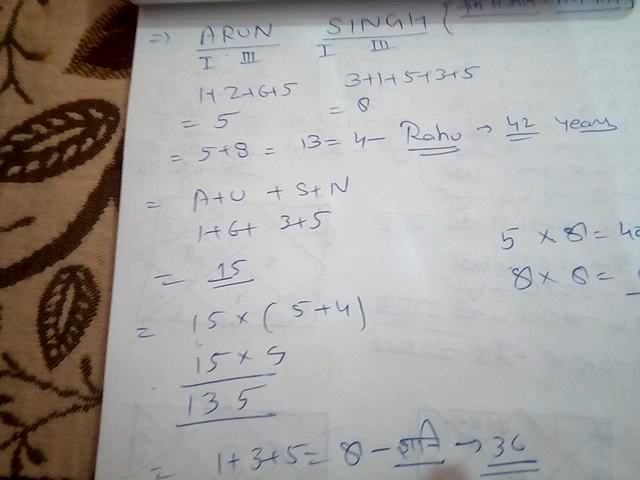 =) ARUN SINGH (
I III I III
1+2+6+5 3+1+5+3+5
= 5 = 8
= 5+8 = 13 = 4 - Rahu → 42 years
= A+U + S+N
1+6+ 3+5
= 15
5 × 8 = 40
8 × 8 =
= 15 × ( 5+4)
15 × 9
135
= 1+3+5 = 8 - शनि → 36